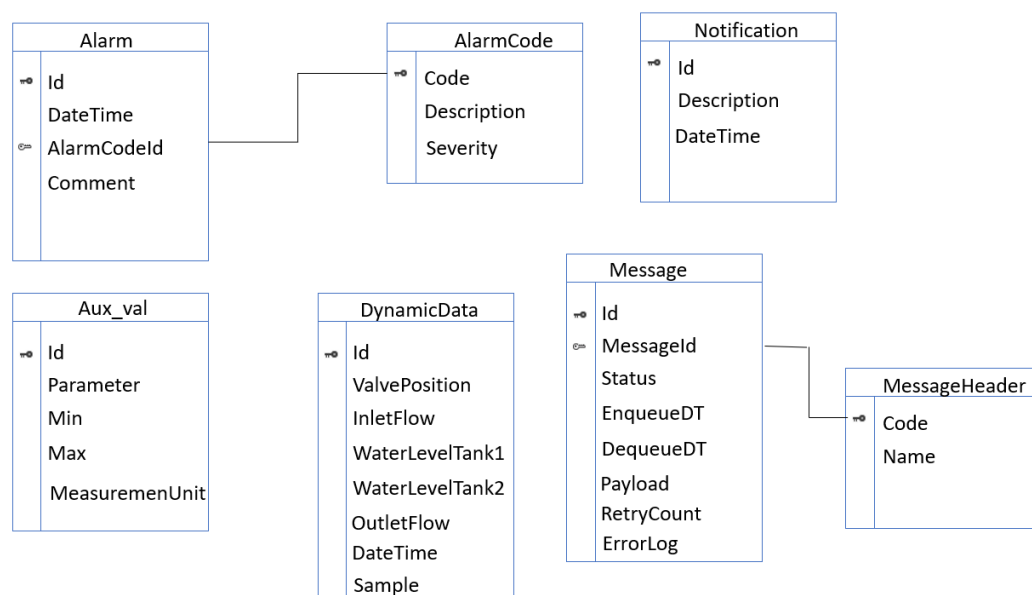 Alarm
Id
DateTime
AlarmCodeId
Comment
AlarmCode
Code
Description
Severity
Notification
Id
Description
DateTime
Aux_val
Id
Parameter
Min
Max
MeasuremenUnit
DynamicData
Id
ValvePosition
InletFlow
WaterLevelTank1
WaterLevelTank2
OutletFlow
DateTime
Sample
Message
Id
MessageId
Status
EnqueueDT
DequeueDT
Payload
RetryCount
ErrorLog
MessageHeader
Code
Name